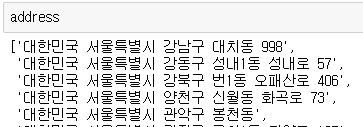 address
['대한민국 서울특별시 강남구 대치동 998',
'대한민국 서울특별시 강동구 성내1동 성내로 57',
'대한민국 서울특별시 강북구 번1동 오패산로 406',
'대한민국 서울특별시 양천구 신월동 화곡로 73',
'대한민국 서울특별시 관악구 봉천동',